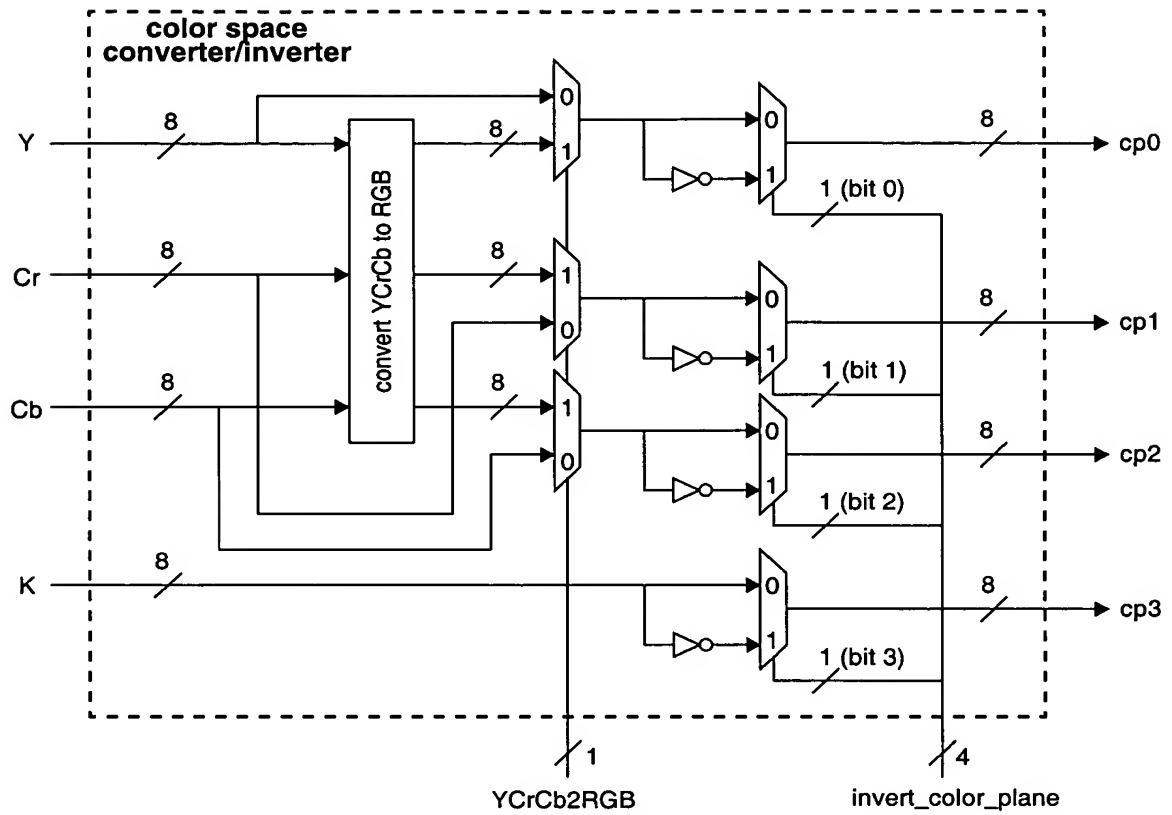 color space
converter/inverter
Y
8
8
0
1
0
1
8
cp0
1 (bit 0)
convert YCrCb to RGB
Cr
8
8
1
0
0
1
8
cp1
1 (bit 1)
Cb
8
8
1
0
0
1
8
cp2
1 (bit 2)
K
8
0
1
8
cp3
1 (bit 3)
1
4
YCrCb2RGB
invert_color_plane